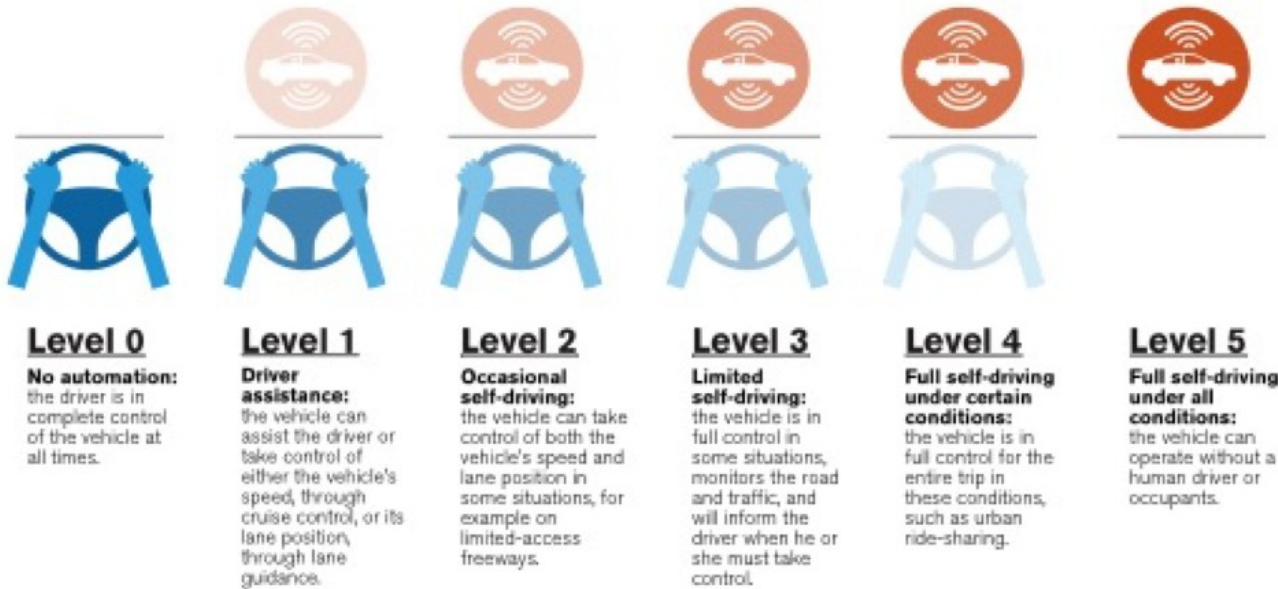 Level 0
No automation:
the driver is in
complete control
of the vehicle at
all times.
Level 1
Driver
assistance:
the vehicle can
assist the driver or
take control of
either the vehicle's
speed, through
cruise control, or its
lane position,
through lane
guidance.
Level 2
Occasional
self-driving:
the vehicle can take
control of both the
vehicle's speed and
lane position in
some situations, for
example on
limited-access
freeways.
Level 3
Limited
self-driving:
the vehicle is in
full control in
some situations,
monitors the road
and traffic, and
will inform the
driver when he or
she must take
control.
Level 4
Full self-driving
under certain
conditions:
the vehicle is in
full control for the
entire trip in
these conditions,
such as urban
ride-sharing.
Level 5
Full self-driving
under all
conditions:
the vehicle can
operate without a
human driver or
occupants.